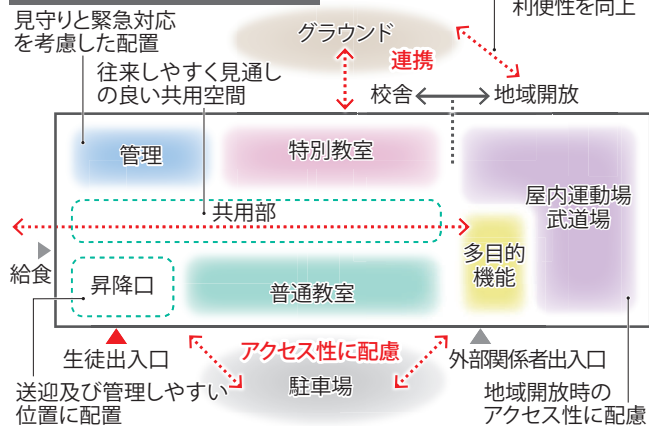 利便性を向上
見守りと緊急対応
を考慮した配置
グラウンド
連携
往来しやすく見通し
の良い共用空間
校舎
地域開放
管理
特別教室
屋内運動場
武道場
共用部
多目的
機能
給食
昇降口
普通教室
生徒出入口
アクセス性に配慮
外部関係者出入口
駐車場
送迎及び管理しやすい
位置に配置
地域開放時の
アクセス性に配慮